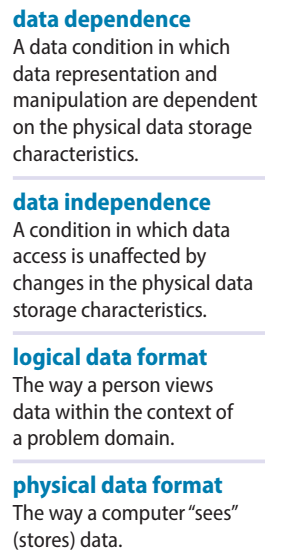 data dependence
A data condition in which
data representation and
manipulation are dependent
on the physical data storage
characteristics.
data independence
A condition in which data
access is unaffected by
changes in the physical data
storage characteristics.
logical data format
The way a person views
data within the context of
a problem domain.
physical data format
The way a computer “sees”
(stores) data.